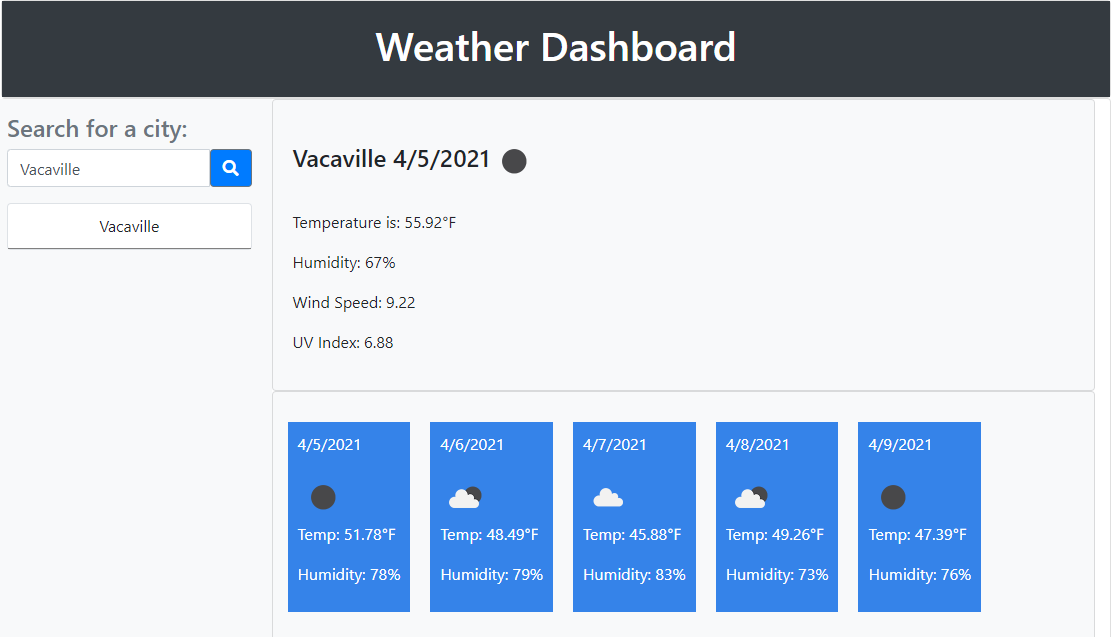 Weather Dashboard
Search for a city:
Vacaville
Vacaville
Vacaville 4/5/2021
Temperature is: 55.92°F
Humidity: 67%
Wind Speed: 9.22
UV Index: 6.88
4/5/2021
Temp: 51.78°F
Humidity: 78%
4/6/2021
Temp: 48.49°F
Humidity: 79%
4/7/2021
Temp: 45.88°F
Humidity: 83%
4/8/2021
Temp: 49.26°F
Humidity: 73%
4/9/2021
Temp: 47.39°F
Humidity: 76%